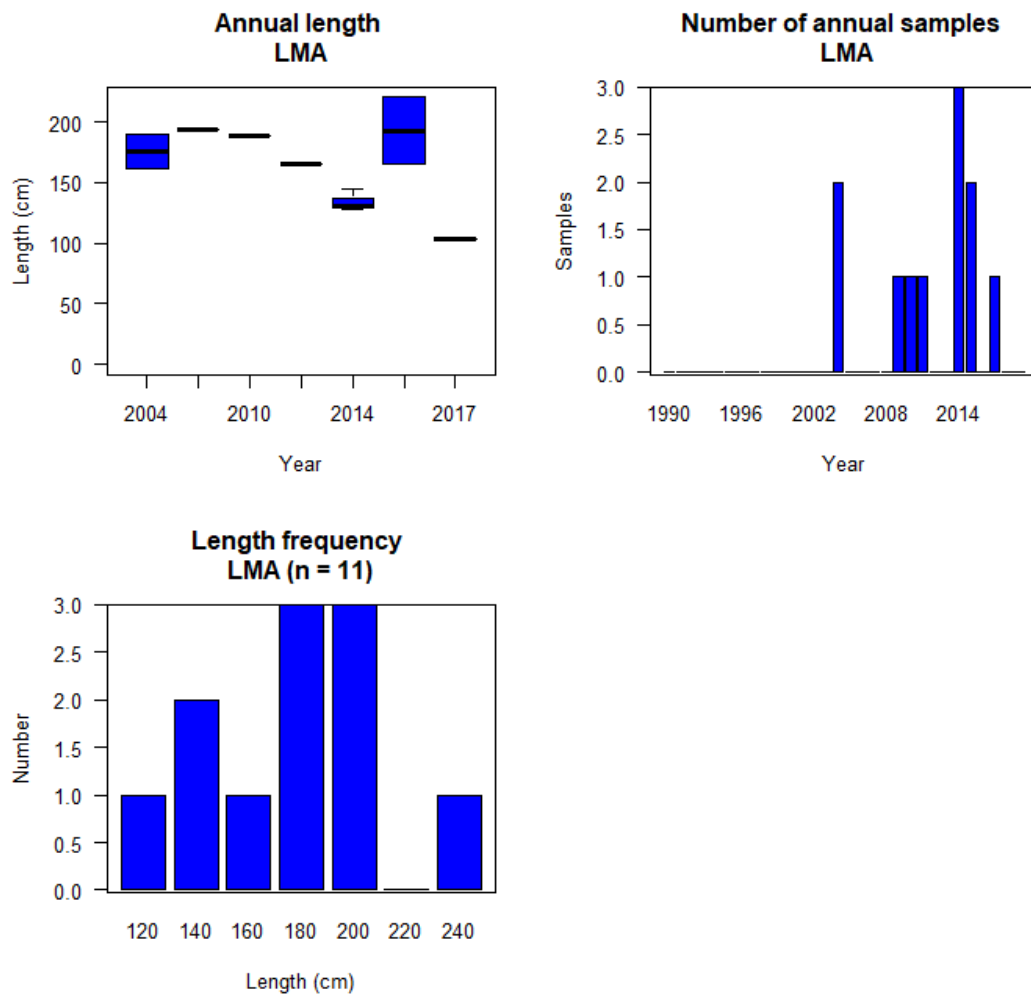 Annual length
LMA
Length (cm)
200
150
100
50
0
2004
2010
2014
2017
Year
Number of annual samples
LMA
Samples
3.0
2.5
2.0
1.5
1.0
0.5
0.0
1990
1996
2002
2008
2014
Year
Length frequency
LMA (n = 11)
Number
3.0
2.5
2.0
1.5
1.0
0.5
0.0
120
140
160
180
200
220
240
Length (cm)